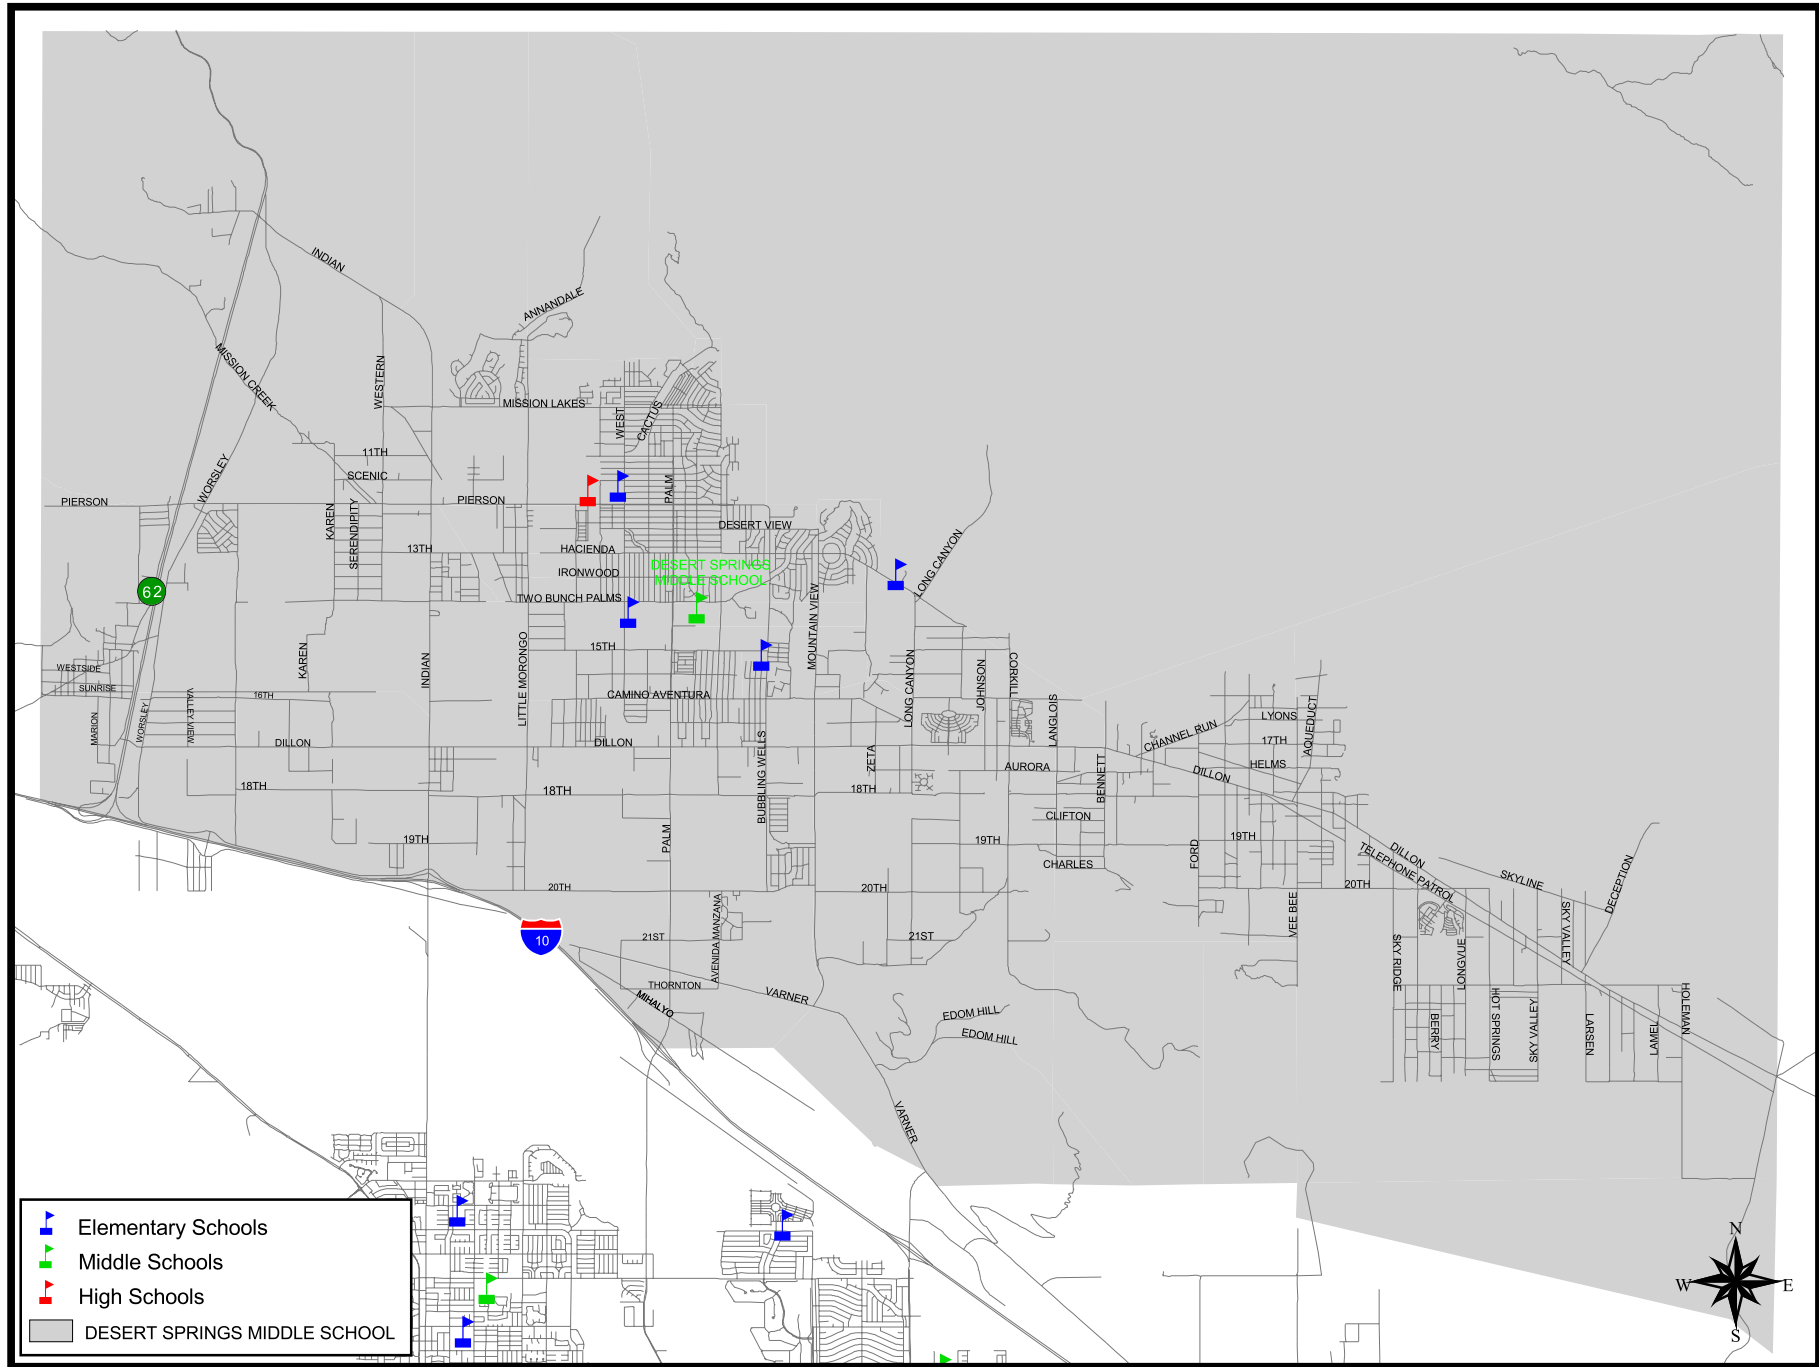 INDIAN
ANNANDALE
MISSION CREEK
WESTERN
MISSION LAKES
WEST
CACTUS
11TH
SCENIC
WORSLEY
PIERSON
PIERSON
PALM
KAREN
SERENDIPITY
DESERT VIEW
13TH
HACIENDA
IRONWOOD
DESERT SPRINGS
MIDDLE SCHOOL
LONG CANYON
62
TWO BUNCH PALMS
MOUNTAIN VIEW
15TH
KAREN
INDIAN
LITTLE MORONGO
WESTSIDE
SUNRISE
16TH
CAMINO AVENTURA
LONG CANYON
JOHNSON
CORKILL
LANGLOIS
MARION
WORSLEY
VALLEY VIEW
DILLON
DILLON
BUBBLING WELLS
ZETA
CHANNEL RUN
LYONS
AQUEDUCT
17TH
AURORA
BENNETT
DILLON
HELMS
18TH
18TH
18TH
CLIFTON
19TH
PALM
19TH
CHARLES
FORD
19TH
DILLON
TELEPHONE PATROL
SKYLINE
DECEPTION
20TH
20TH
20TH
AVENIDA MANZANA
VEE BEE
SKY VALLEY
10
21ST
21ST
SKY RIDGE
LONGVUE
THORNTON
MIHALYO
VARNER
EDOM HILL
EDOM HILL
BERRY
HOT SPRINGS
SKY VALLEY
LARSEN
LAMEL
HOLEMAN
VARNER
Elementary Schools
Middle Schools
High Schools
DESERT SPRINGS MIDDLE SCHOOL
N
W E
S